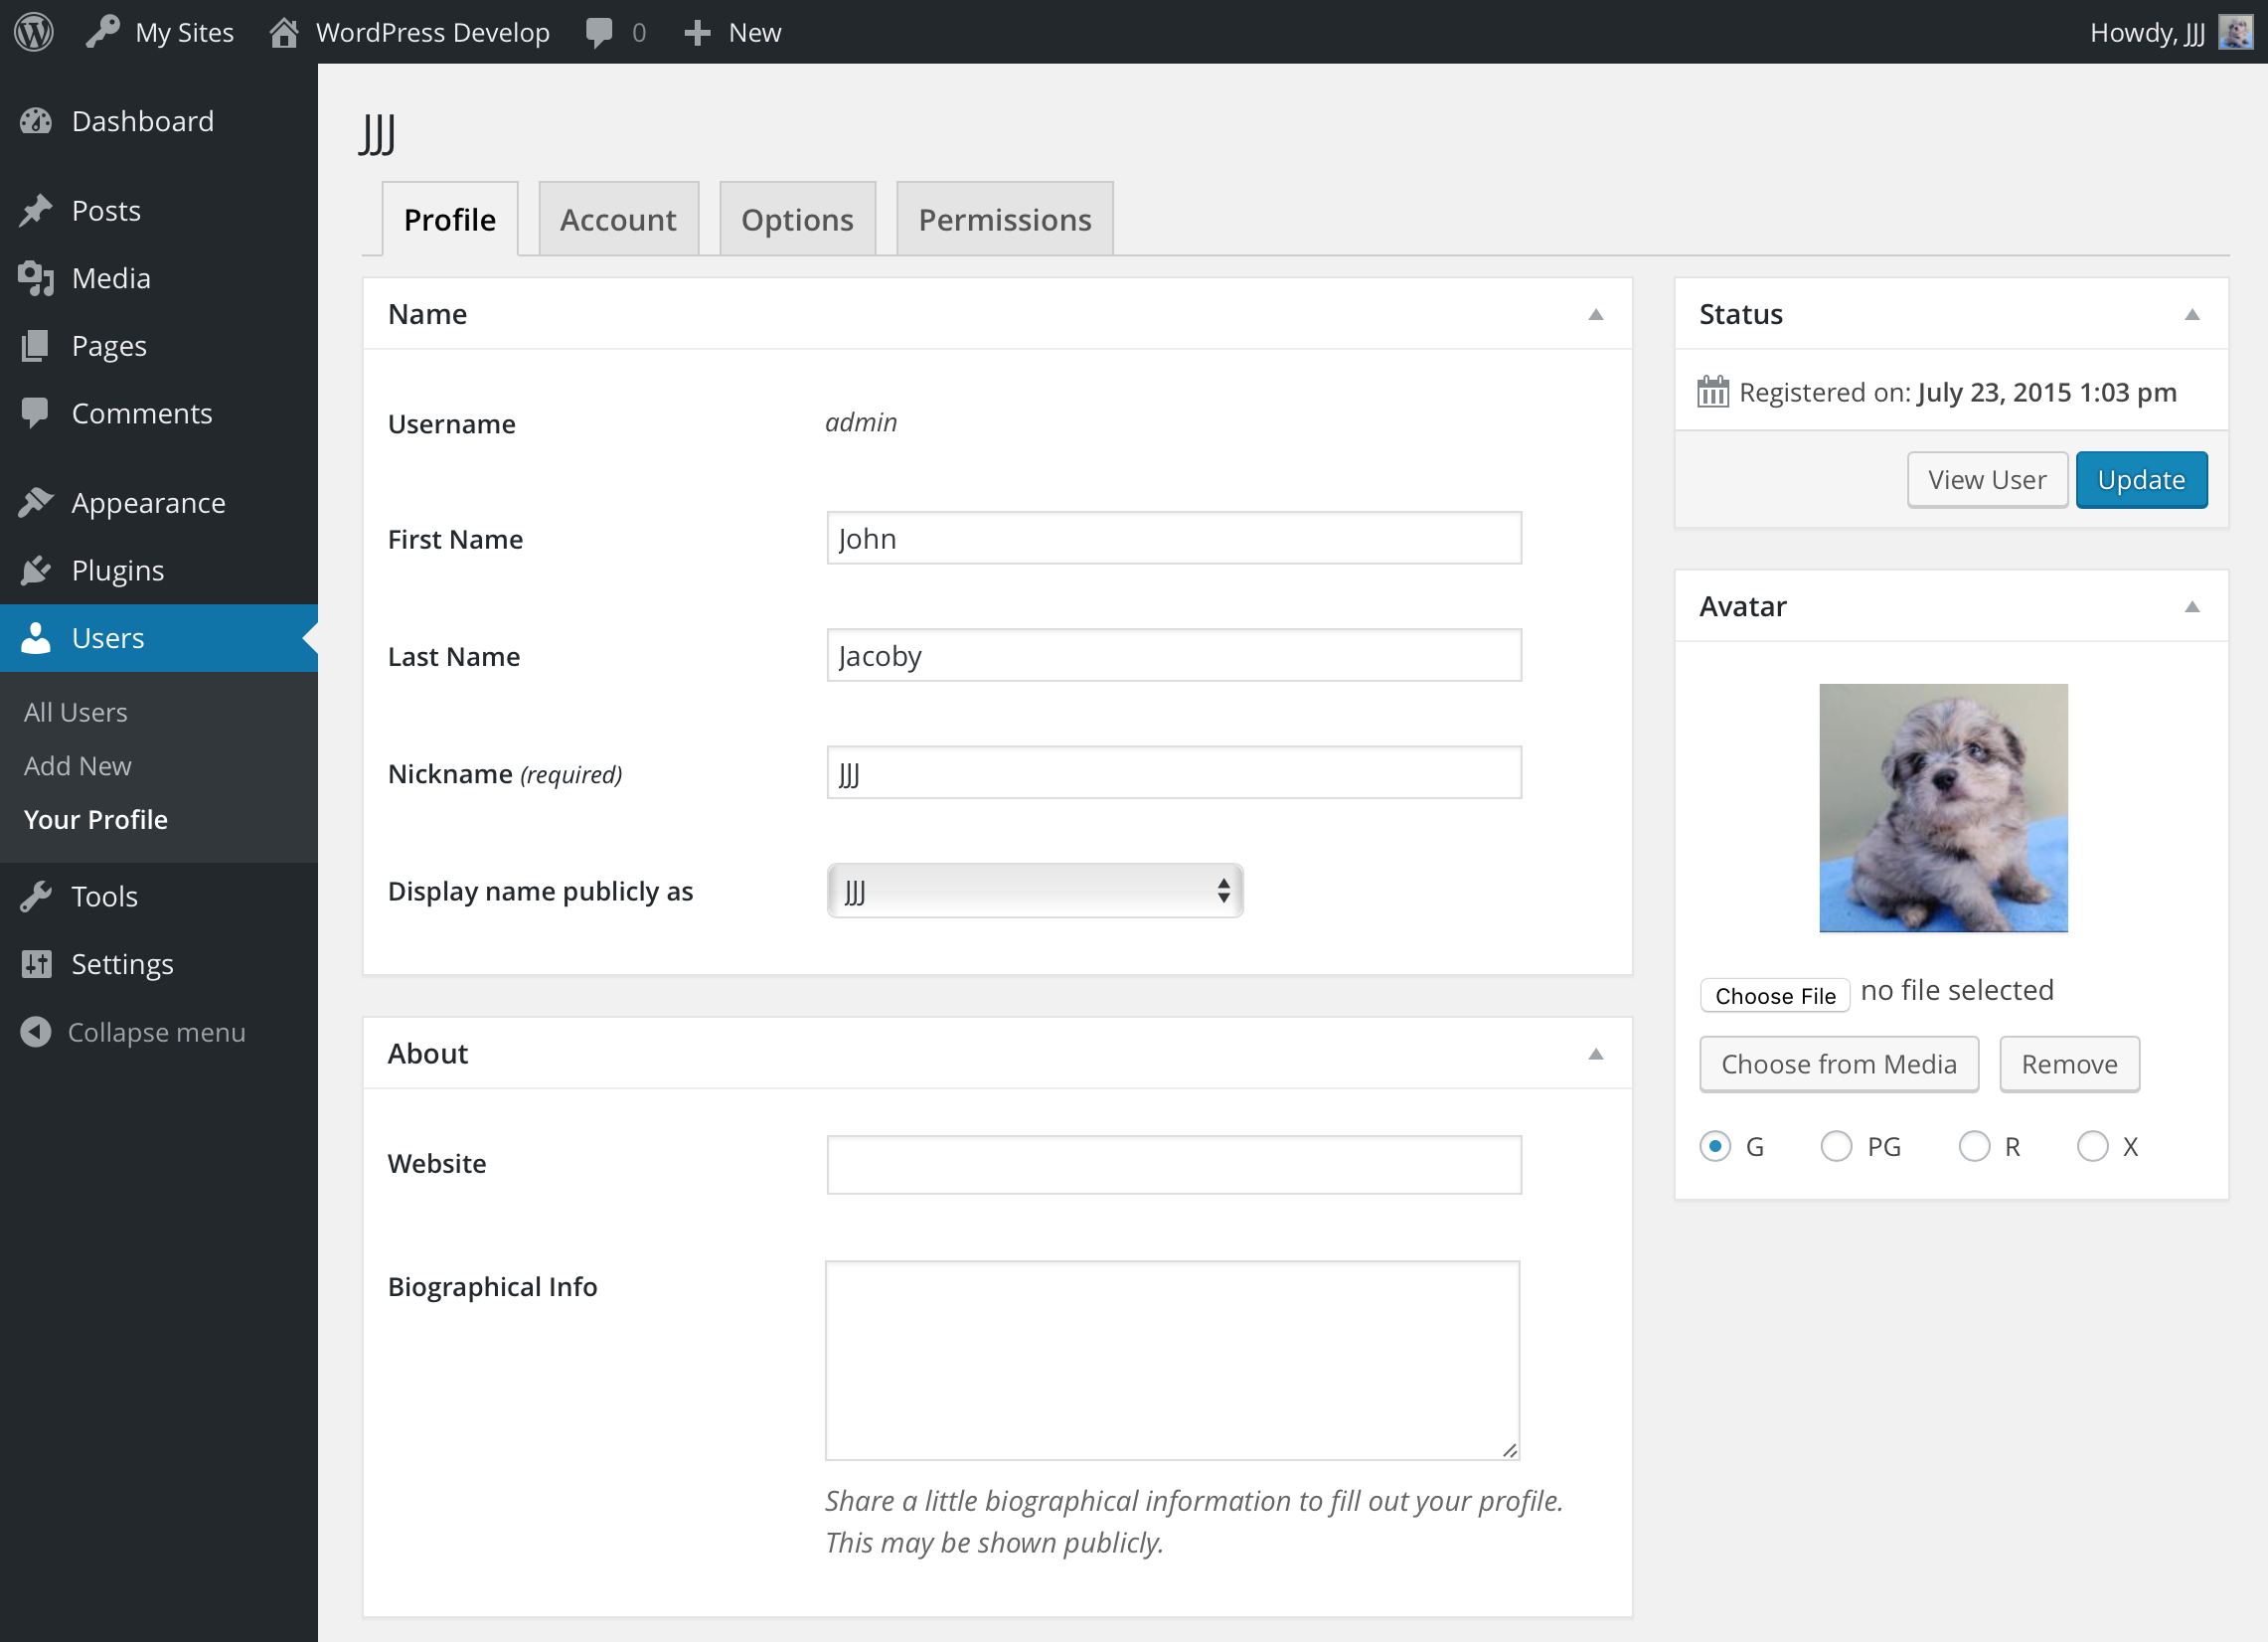 My Sites WordPress Develop 0 New Howdy, JJJ
Dashboard
Posts
Media
Pages
Comments
Appearance
Plugins
Users
All Users
Add New
Your Profile
Tools
Settings
Collapse menu
JJJ
Profile Account Options Permissions
Name
Username admin
First Name John
Last Name Jacoby
Nickname (required) JJJ
Display name publicly as JJJ
About
Website
Biographical Info
Share a little biographical information to fill out your profile.
This may be shown publicly.
Status
Registered on: July 23, 2015 1:03 pm
View User Update
Avatar
Choose File no file selected
Choose from Media Remove
G PG R X